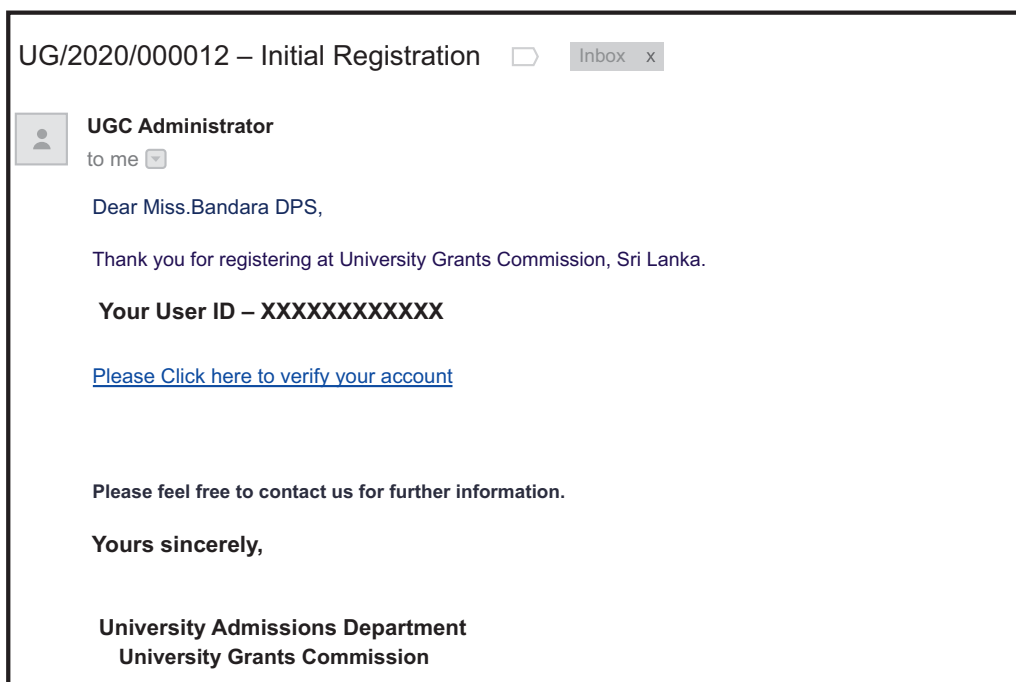 UG/2020/000012 – Initial Registration Inbox x
UGC Administrator
to me
Dear Miss.Bandara DPS,
Thank you for registering at University Grants Commission, Sri Lanka.
Your User ID – XXXXXXXXXXXX
Please Click here to verify your account
Please feel free to contact us for further information.
Yours sincerely,
University Admissions Department
University Grants Commission